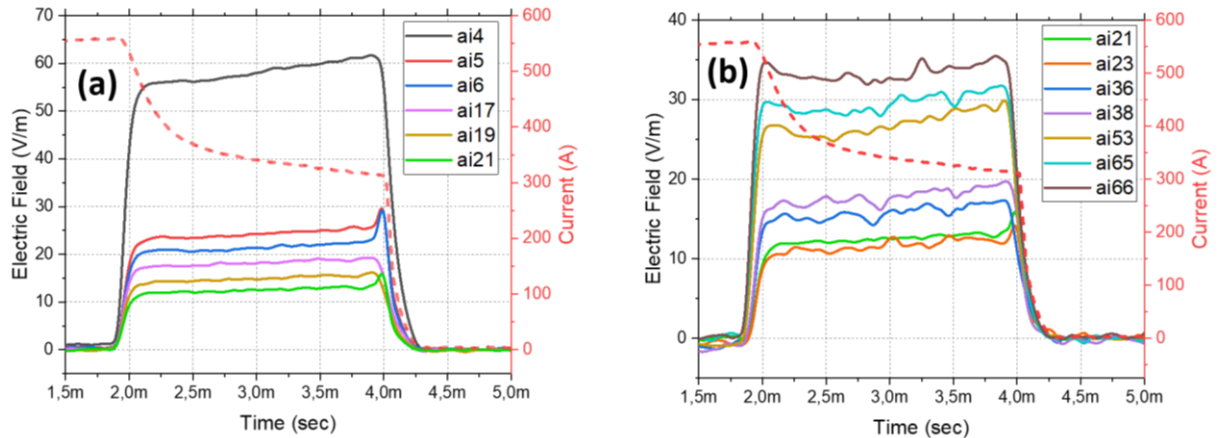 (a)
Electric Field (V/m)
70
60
50
40
30
20
10
0
ai4
ai5
ai6
ai17
ai19
ai21
600
500
400
300
200
100
0
Current (A)
1,5m 2,0m 2,5m 3,0m 3,5m 4,0m 4,5m 5,0m
Time (sec)
(b)
Electric Field (V/m)
40
30
20
10
0
ai21
ai23
ai36
ai38
ai53
ai65
ai66
600
500
400
300
200
100
0
Current (A)
1,5m 2,0m 2,5m 3,0m 3,5m 4,0m 4,5m 5,0m
Time (sec)